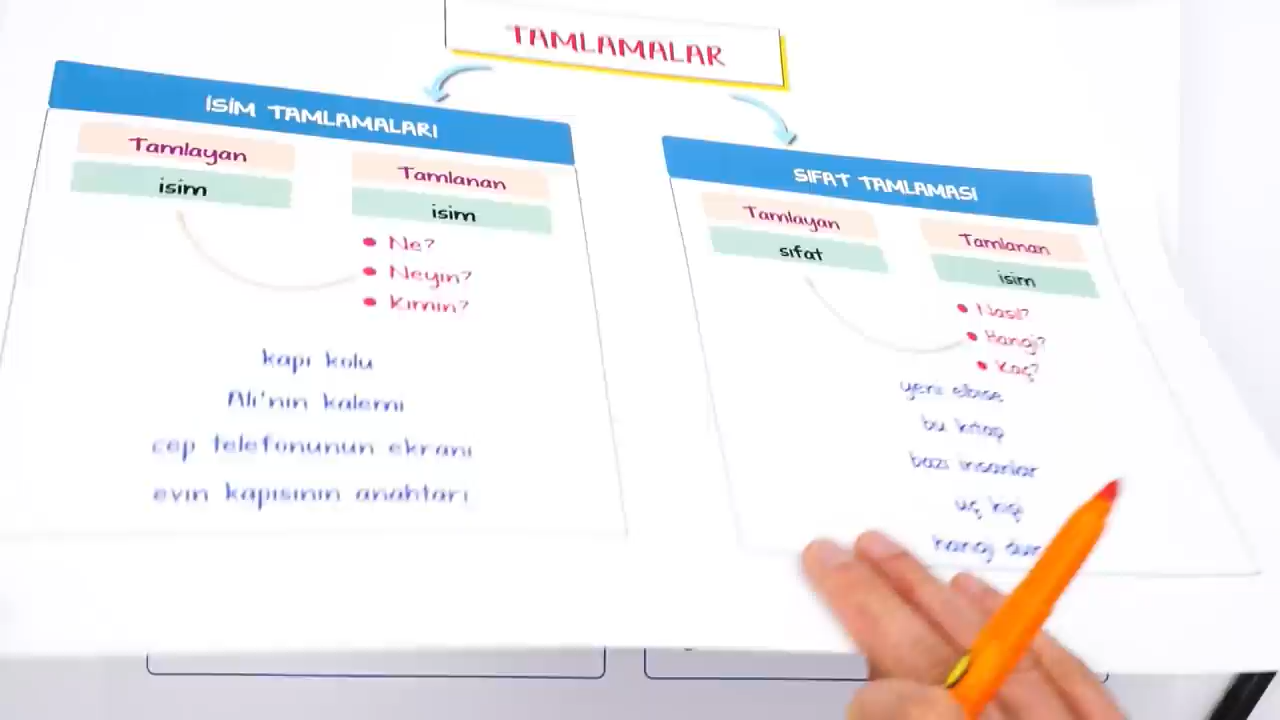 TAMLAMALAR
İSİM TAMLAMALARI
Tamlayan
Tamlanan
isim
isim
Ne?
Neyin?
Kimin?
kapı kolu
Ali'nin kalemi
cep telefonunun ekranı
evin kapısının anahtarı
SIFAT TAMLAMASI
Tamlayan
Tamlanan
sıfat
isim
Nasıl?
Hangi?
Kaç?
yeni elbise
bu kitap
bazı insanlar
üç kişi
hangi